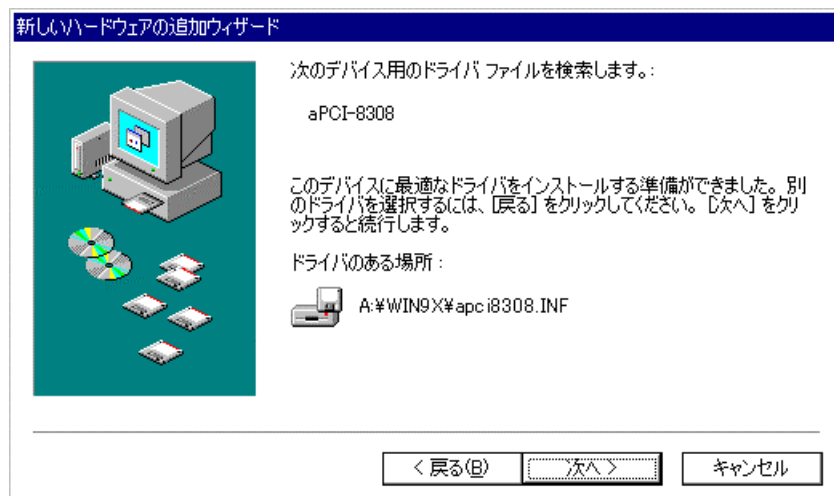 新しいハードウェアの追加ウィザード
次のデバイス用のドライバ ファイルを検索します。:
aPCI-8308
このデバイスに最適なドライバをインストールする準備ができました。別
のドライバを選択するには、[戻る] をクリックしてください。[次へ] をクリ
ックすると続行します。
ドライバのある場所:
A:¥WIN9X¥apci8308.INF
< 戻る(B)
次へ >
キャンセル